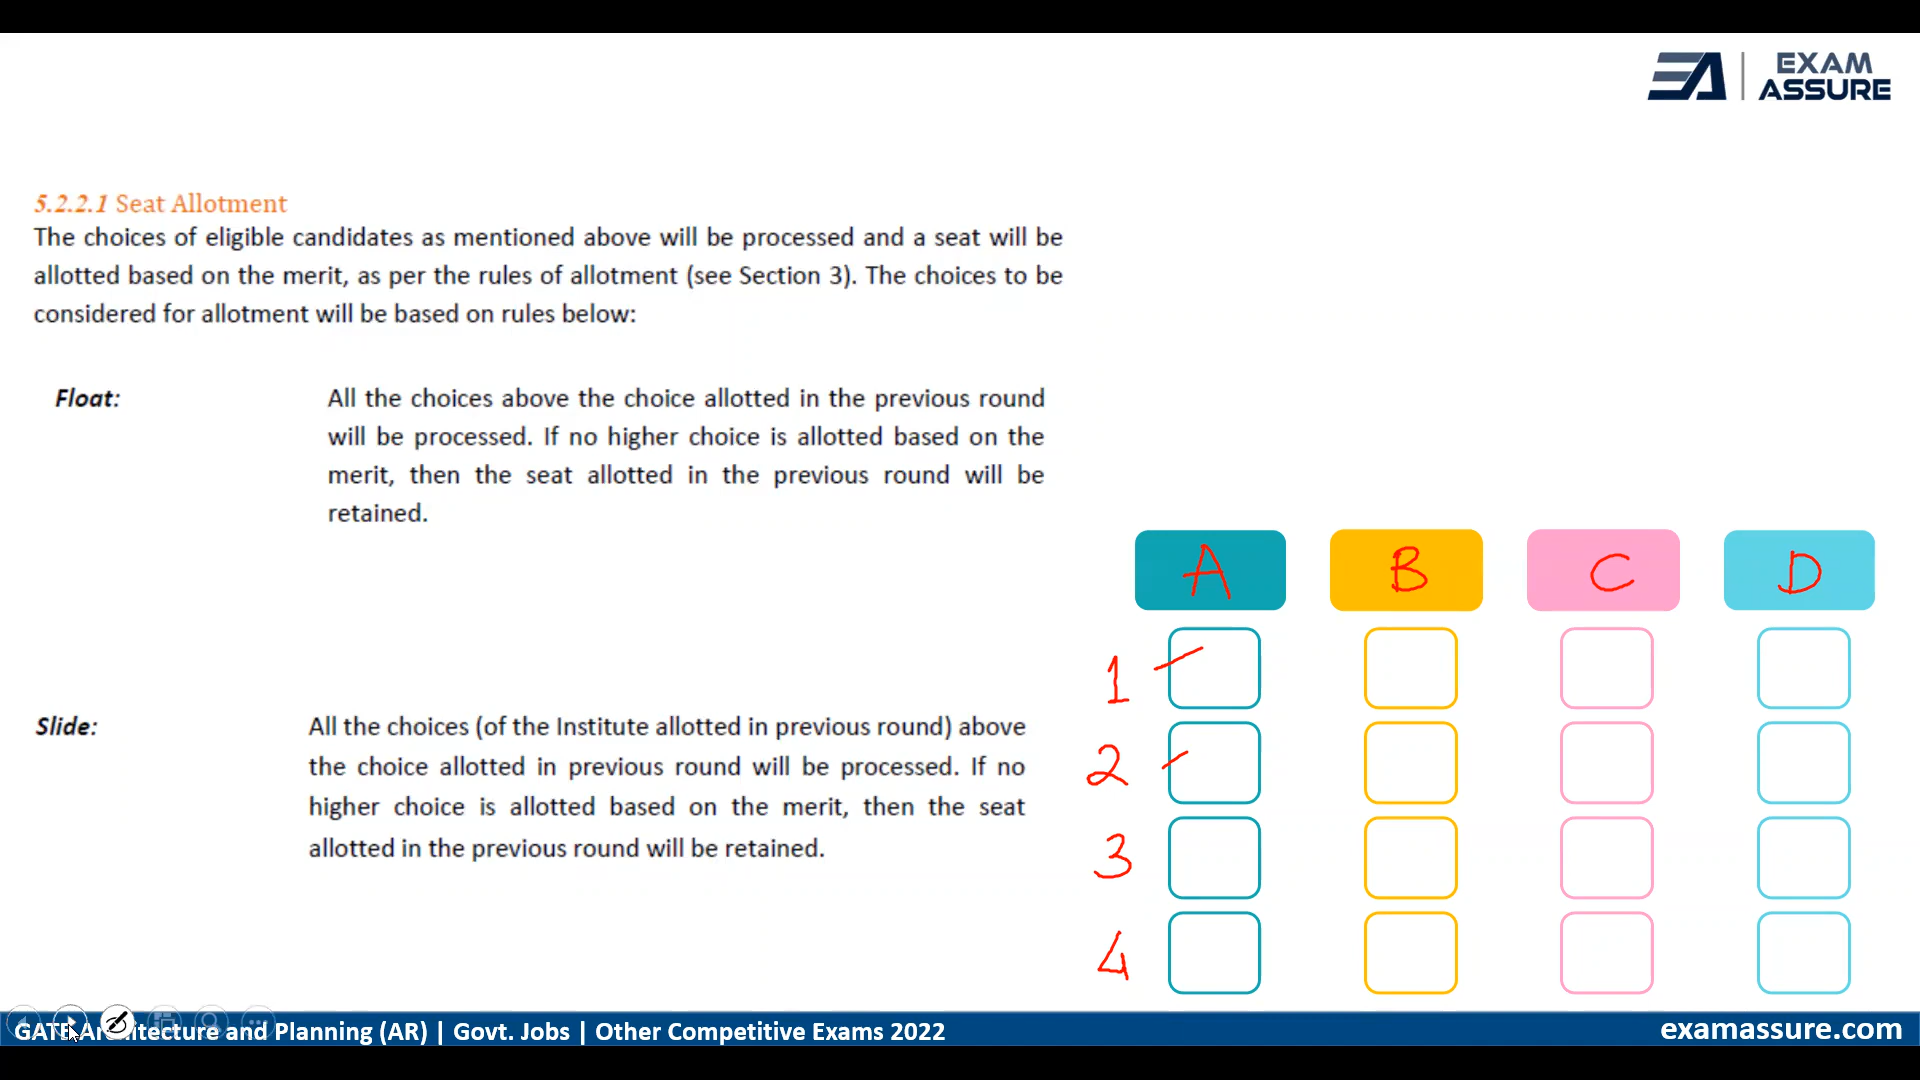 EXAM
ASSURE
5.2.2.1 Seat Allotment
The choices of eligible candidates as mentioned above will be processed and a seat will be
allotted based on the merit, as per the rules of allotment (see Section 3). The choices to be
considered for allotment will be based on rules below:
Float: All the choices above the choice allotted in the previous round
will be processed. If no higher choice is allotted based on the
merit, then the seat allotted in the previous round will be
retained.
A B C D
1
Slide: All the choices (of the Institute allotted in previous round) above
the choice allotted in previous round will be processed. If no
2
higher choice is allotted based on the merit, then the seat
allotted in the previous round will be retained.
3
4
GATE Architecture and Planning (AR) | Govt. Jobs | Other Competitive Exams 2022
examassure.com